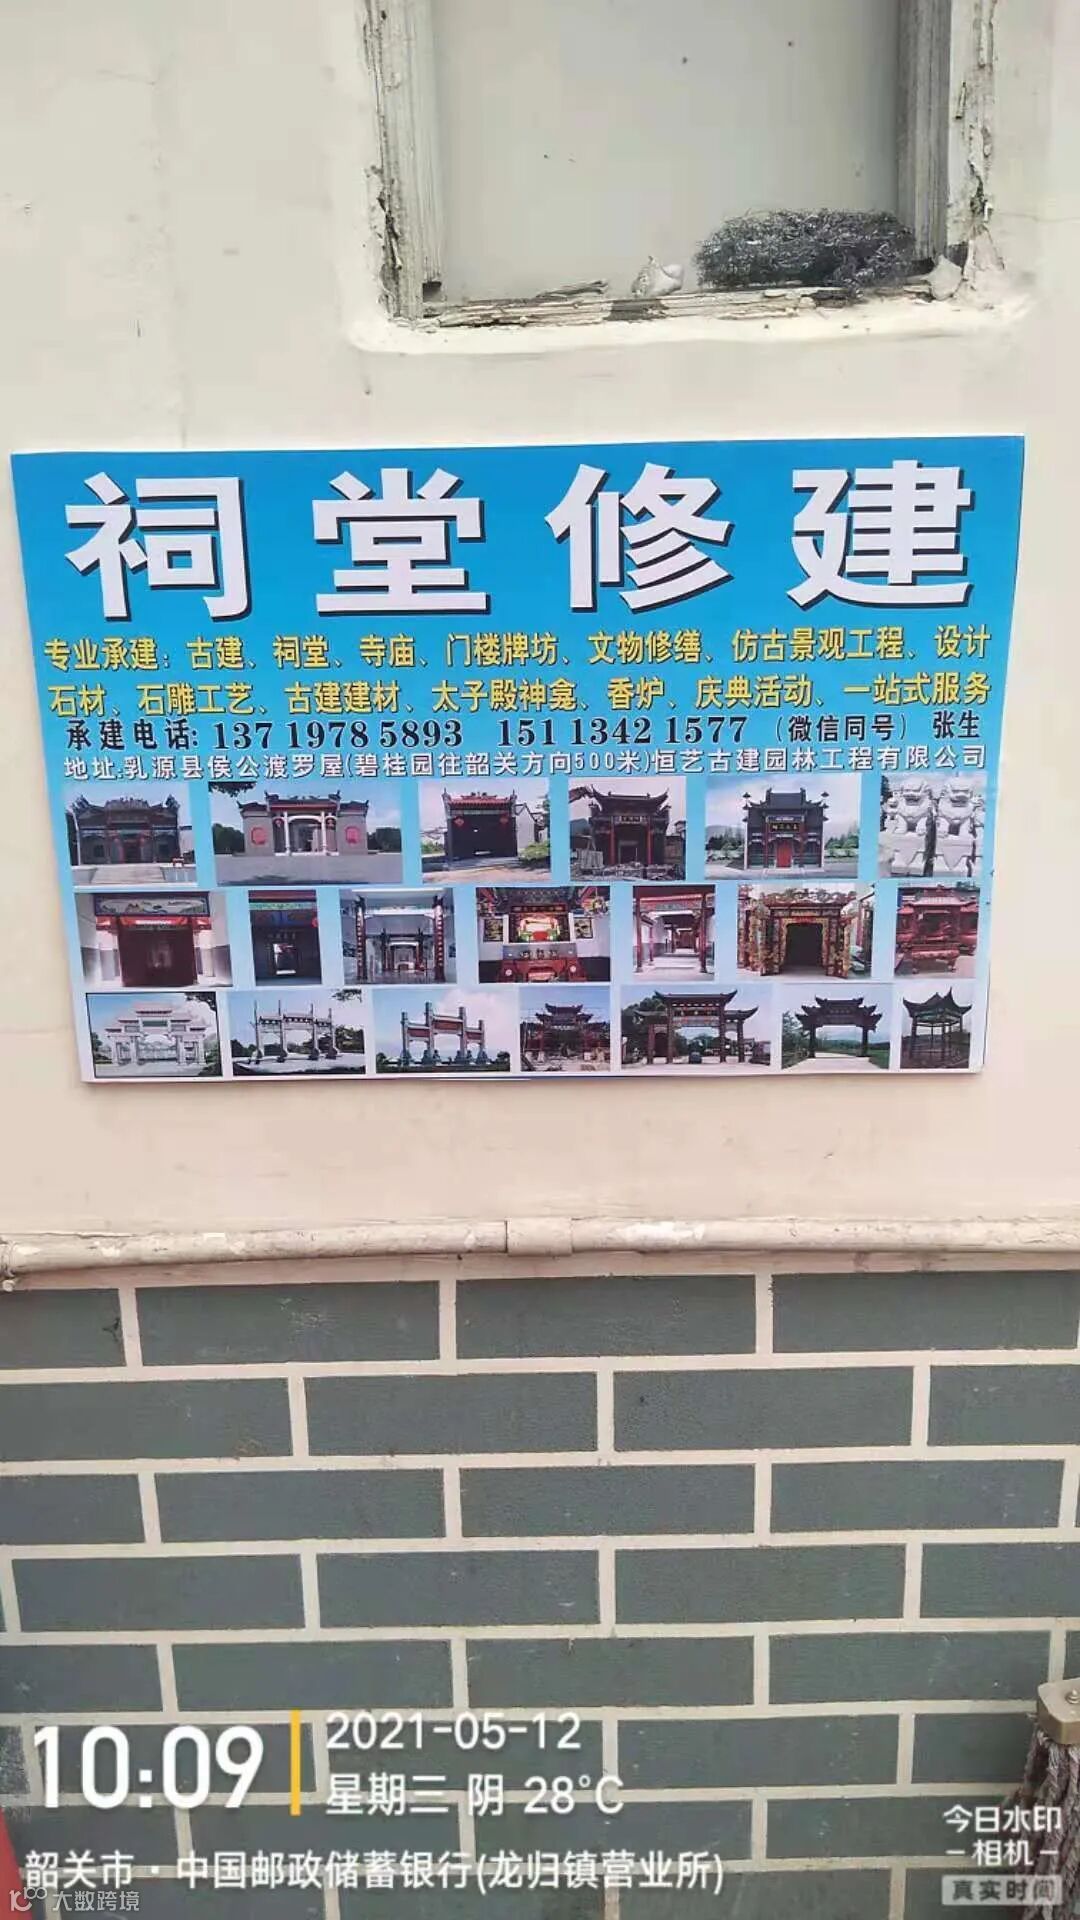 祠堂修建
专业承建：古建、祠堂、寺庙、门楼牌坊、文物修缮、仿古景观工程、设计
石材、石雕工艺、古建建材、太子殿神龛、香炉、庆典活动、一站式服务
承建电话: 137 1978 5893 151 1342 1577 (微信同号) 张生
地址:乳源县侯公渡罗屋(碧桂园往韶关方向500米)恒艺古建园林工程有限公司
10:09
2021-05-12
星期三 阴 28°C
韶关市·中国邮政储蓄银行(龙归镇营业所)
今日水印
-相机-
真实时间
大数跨境